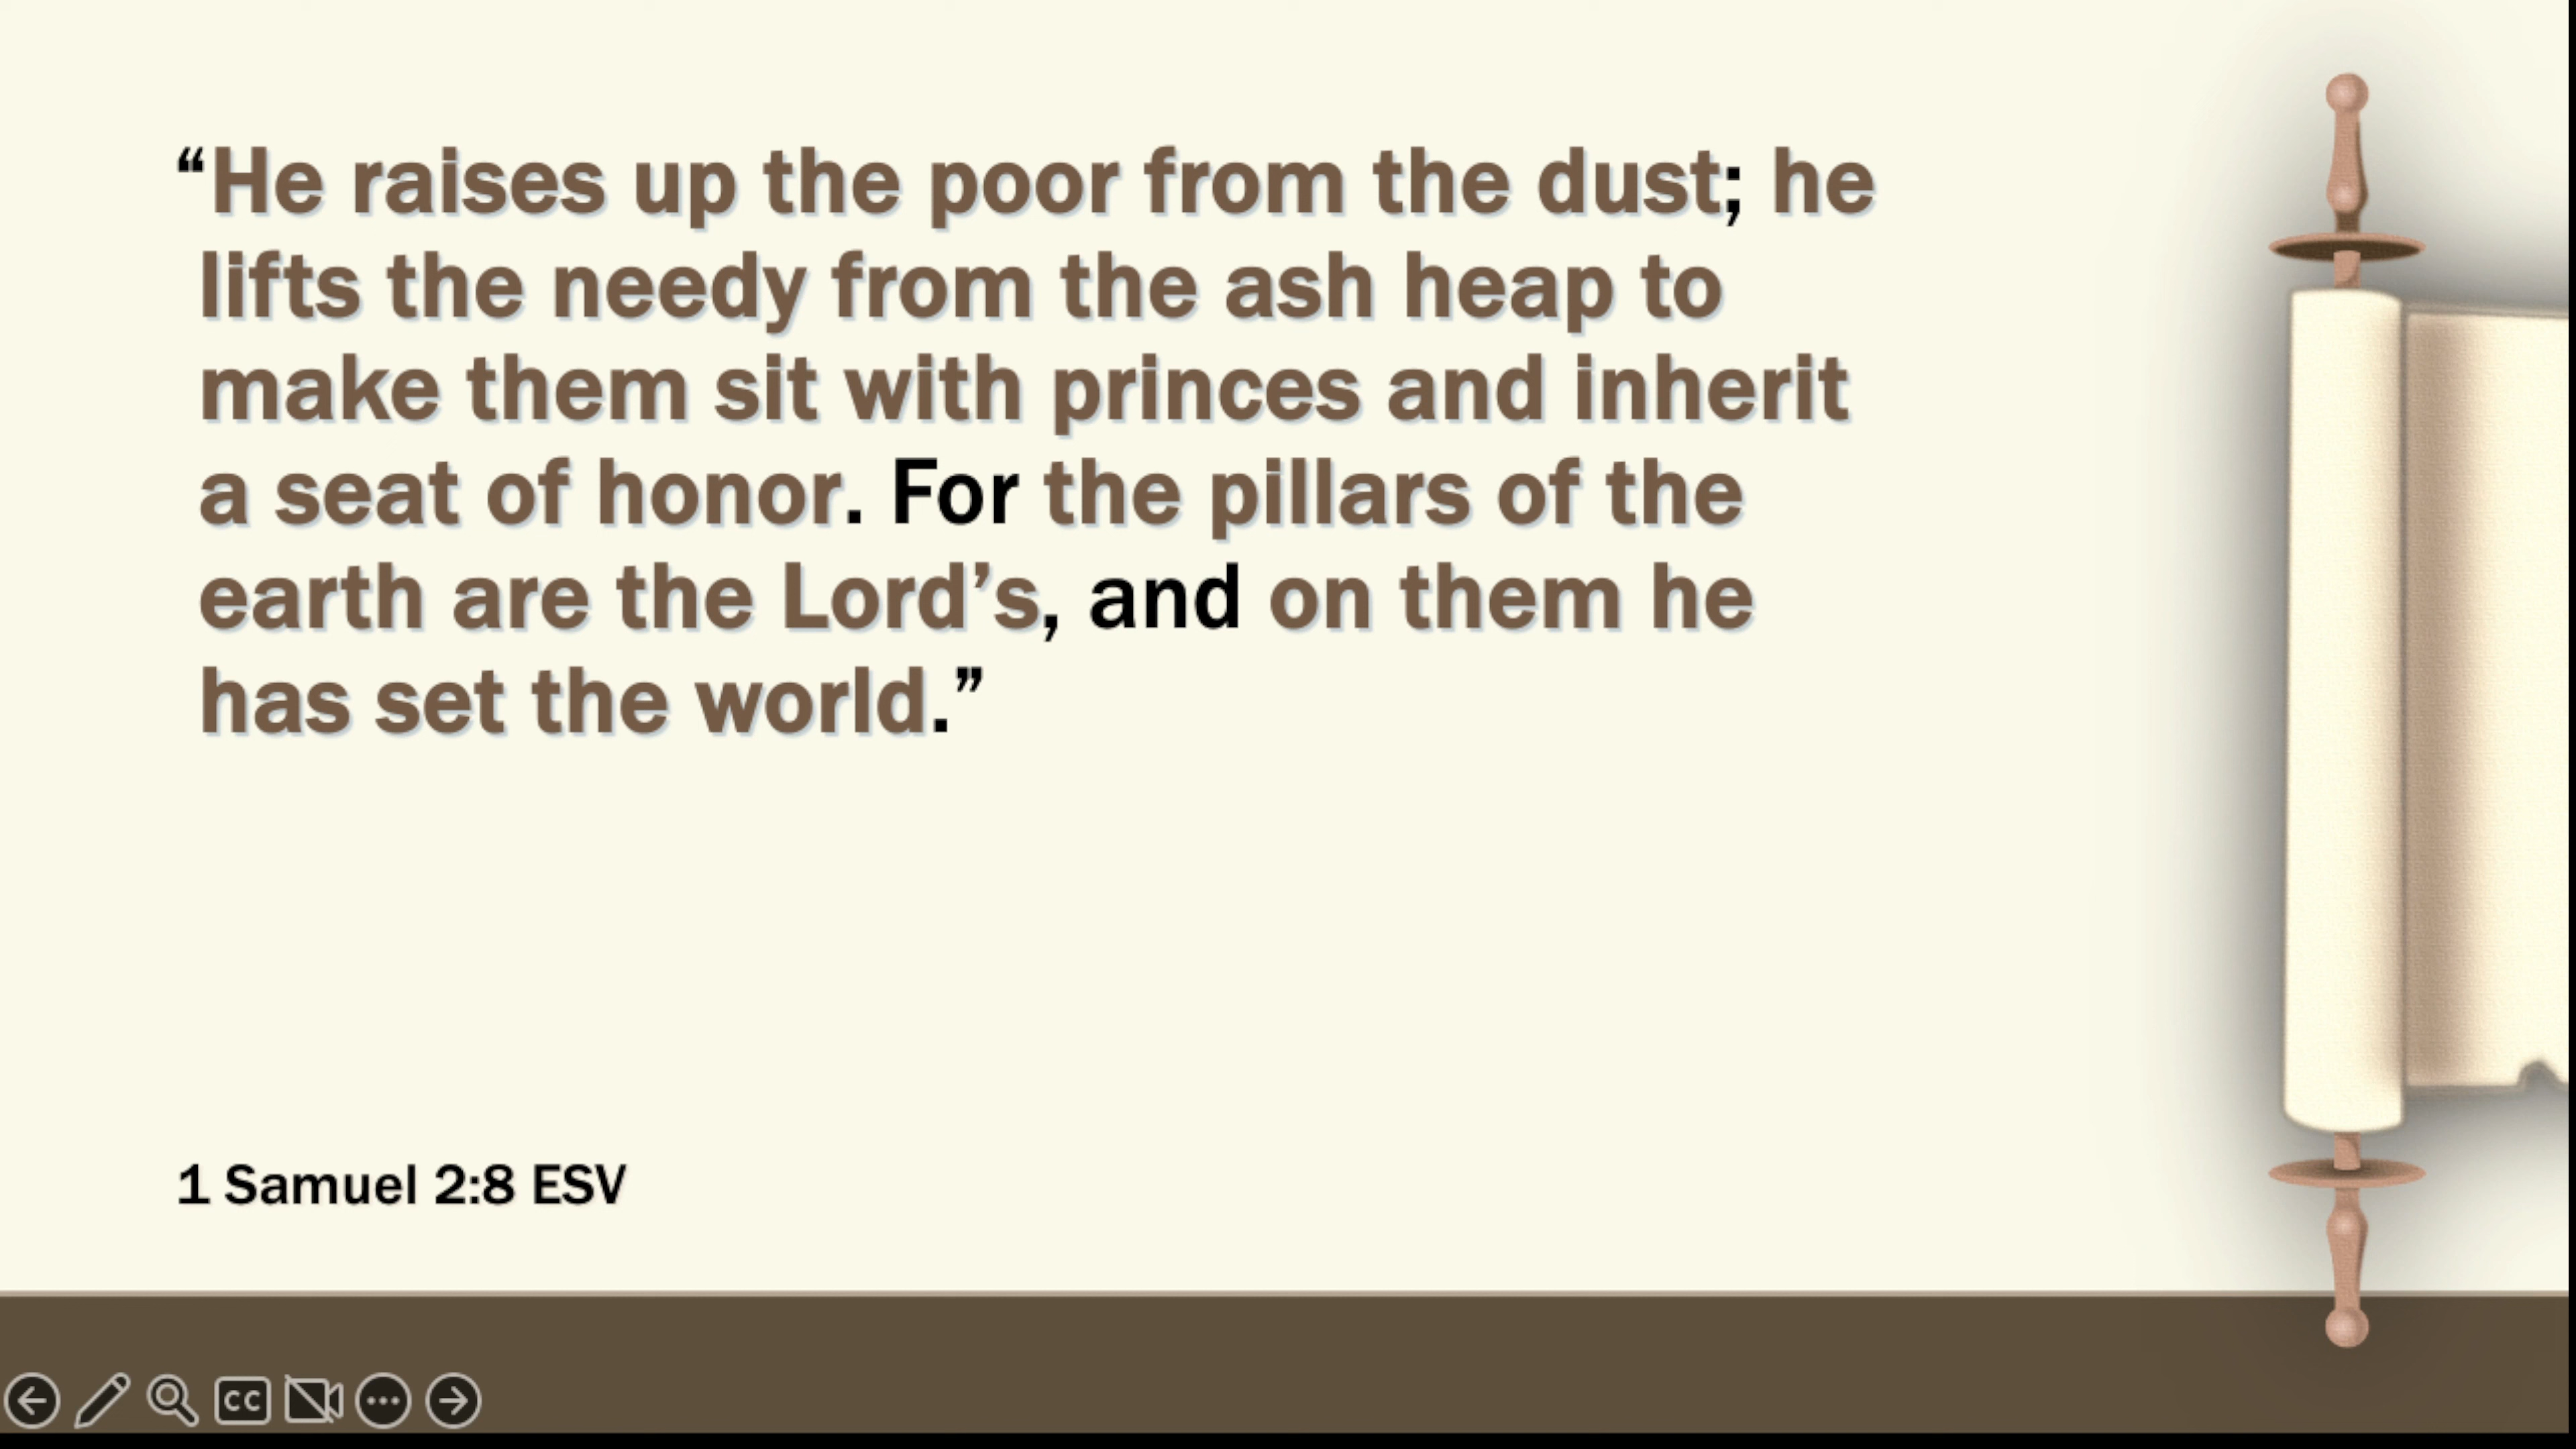 “He raises up the poor from the dust; he
lifts the needy from the ash heap to
make them sit with princes and inherit
a seat of honor. For the pillars of the
earth are the Lord’s, and on them he
has set the world.”
1 Samuel 2:8 ESV
CC